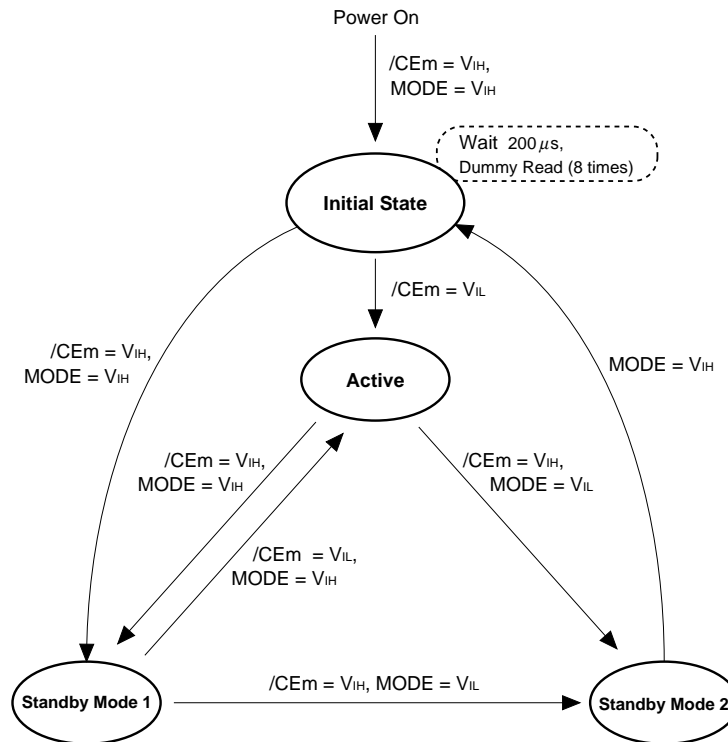 Power On
/CEm = VIH,
MODE = VIH
Wait 200 μs,
Dummy Read (8 times)
Initial State
/CEm = VIL
/CEm = VIH,
MODE = VIH
MODE = VIH
Active
/CEm = VIH,
MODE = VIH
/CEm = VIH,
MODE = VIL
/CEm = VIL,
MODE = VIH
Standby Mode 1
/CEm = VIH, MODE = VIL
Standby Mode 2